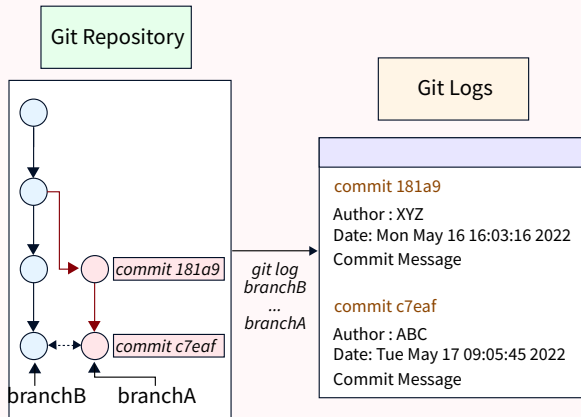 Git Repository
Git Logs
commit 181a9
commit c7eaf
branchB
branchA
git log
branchB
...
branchA
commit 181a9
Author : XYZ
Date: Mon May 16 16:03:16 2022
Commit Message
commit c7eaf
Author : ABC
Date: Tue May 17 09:05:45 2022
Commit Message